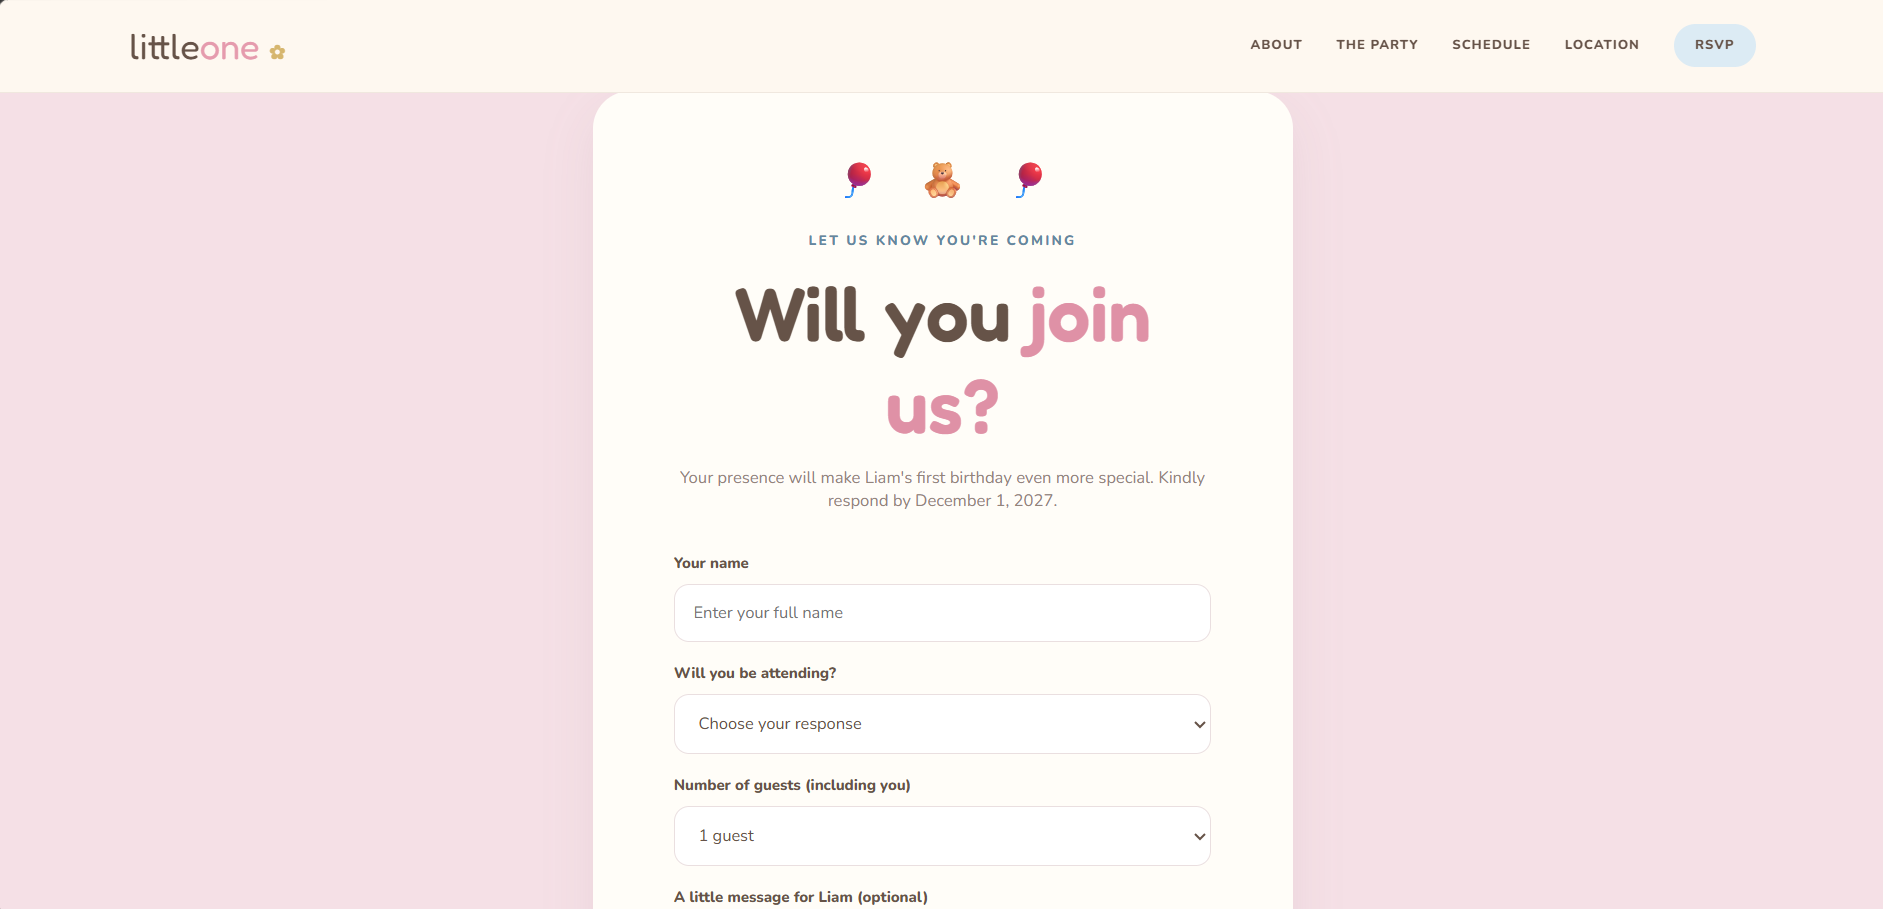 littleone
ABOUT THE PARTY SCHEDULE LOCATION RSVP
LET US KNOW YOU'RE COMING
Will you join
us?
Your presence will make Liam's first birthday even more special. Kindly
respond by December 1, 2027.
Your name
Enter your full name
Will you be attending?
Choose your response
Number of guests (including you)
1 guest
A little message for Liam (optional)